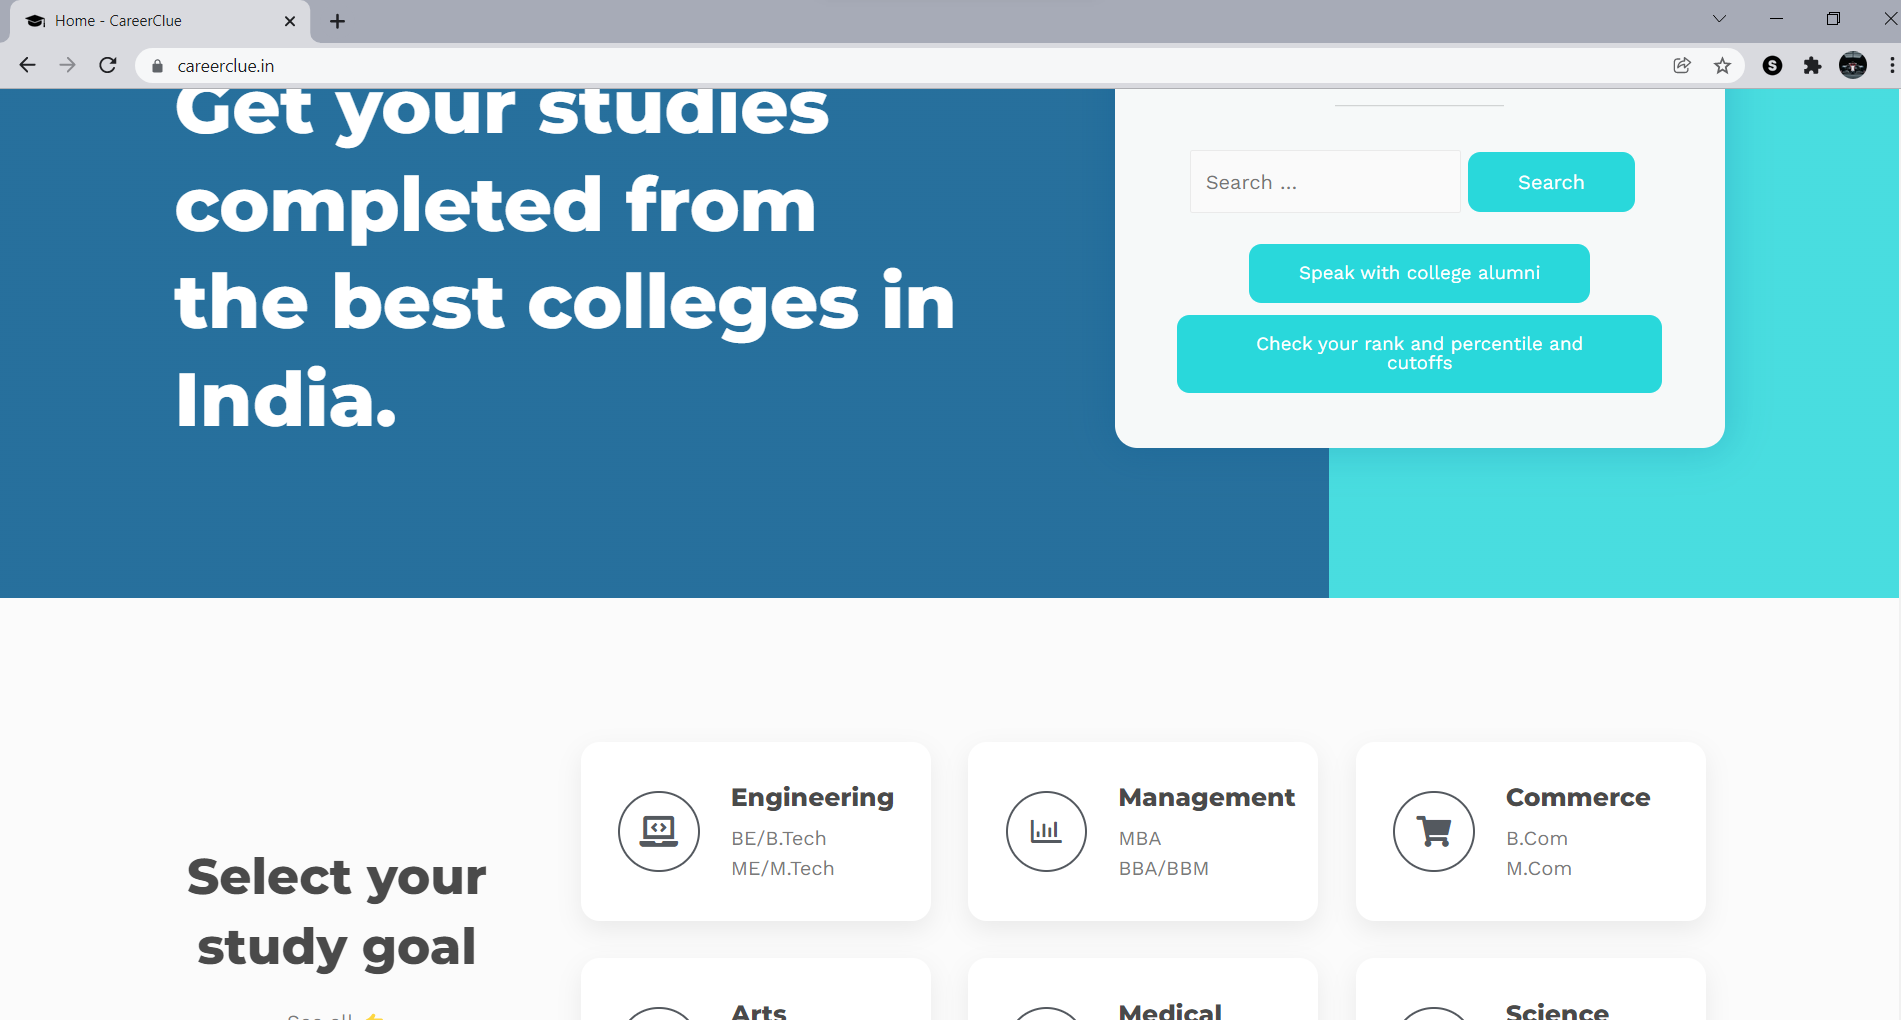 Home - CareerClue
careerclue.in
S
Get your studies
completed from
the best colleges in
India.
Search ...
Search
Speak with college alumni
Check your rank and percentile and
cutoffs
Select your
study goal
See all
Engineering
BE/B.Tech
ME/M.Tech
Management
MBA
BBA/BBM
Commerce
B.Com
M.Com
Arts
Medical
Science